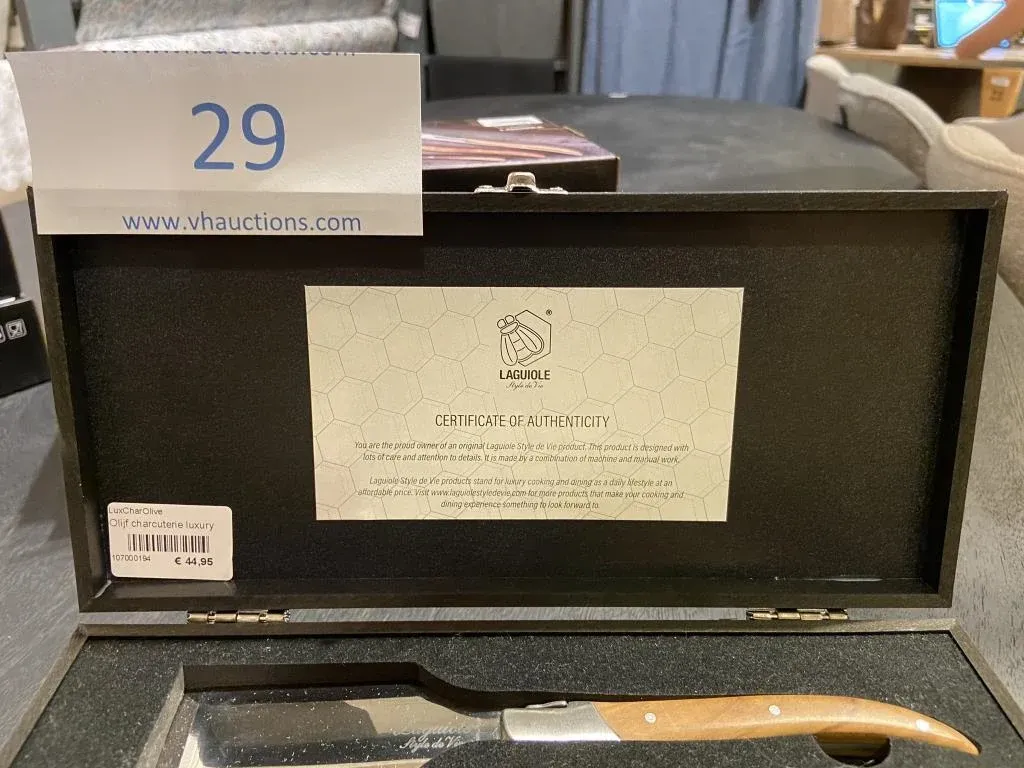 www.vhauctions.com
29
www.vhauctions.com
®
LAGUIOLE
Style de Vie
CERTIFICATE OF AUTHENTICITY
You are the proud owner of an original Laguiole Style de Vie product. This product is designed with
lots of care and attention to details. It is made by a combination of machine and manual work.
Laguiole Style de Vie products stand for luxury cooking and dining as a daily lifestyle at an
affordable price. Visit www.laguiolestyledevie.com for more products that make your cooking and
dining experience something to look forward to.
LuxCharOlive
Olijf charcuterie luxury
107000194
€ 44,95
Laguiole
Style de Vie